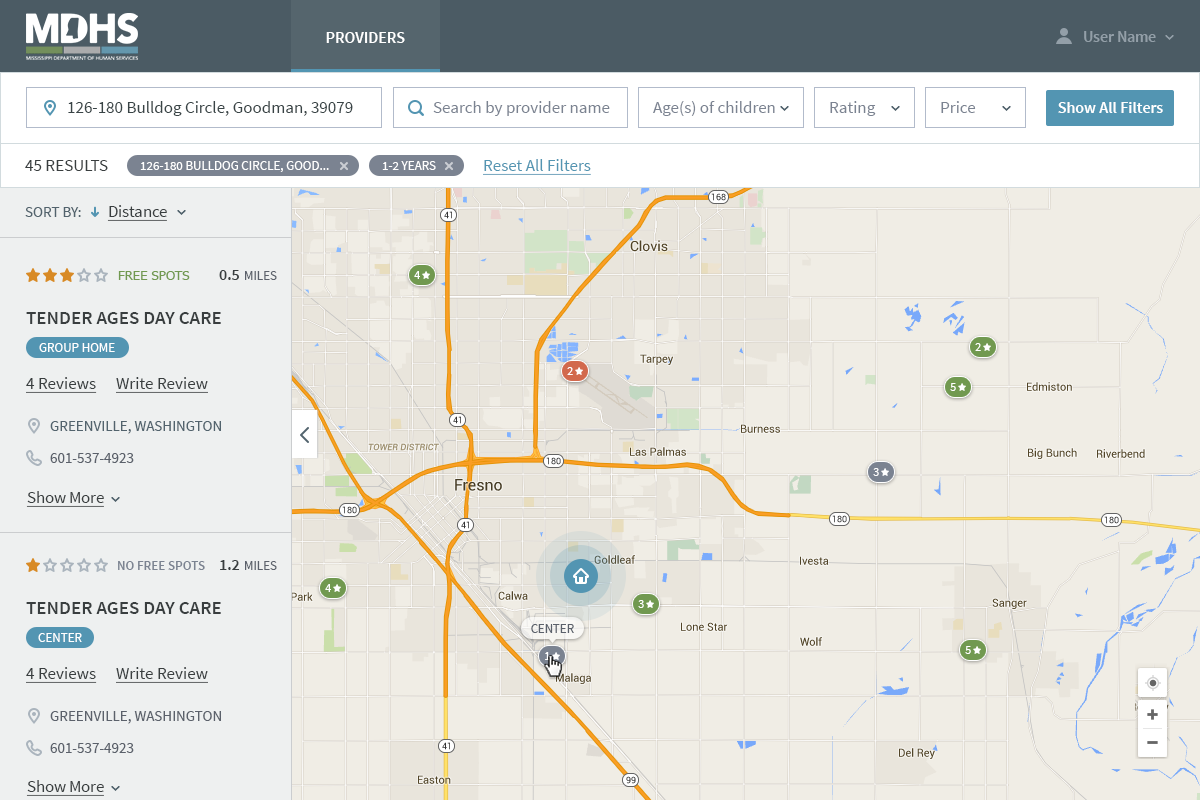 MDHS
MISSISSIPPI DEPARTMENT OF HUMAN SERVICES
PROVIDERS
User Name
126-180 Bulldog Circle, Goodman, 39079
Search by provider name
Age(s) of children
Rating
Price
Show All Filters
45 RESULTS
126-180 BULLDOG CIRCLE, GOOD...
1-2 YEARS
Reset All Filters
SORT BY:
Distance
FREE SPOTS
0.5 MILES
TENDER AGES DAY CARE
GROUP HOME
4 Reviews
Write Review
GREENVILLE, WASHINGTON
601-537-4923
Show More
NO FREE SPOTS
1.2 MILES
TENDER AGES DAY CARE
CENTER
4 Reviews
Write Review
GREENVILLE, WASHINGTON
601-537-4923
Show More
168
41
Clovis
4
2
Tarpey
2
5
Edmiston
41
Burness
TOWER DISTRICT
Las Palmas
Big Bunch
Riverbend
180
3
Fresno
180
41
180
180
Goldleaf
Ivesta
4
Park
Calwa
3
Sanger
CENTER
Lone Star
Wolf
5
1
Malaga
41
Del Rey
Easton
99